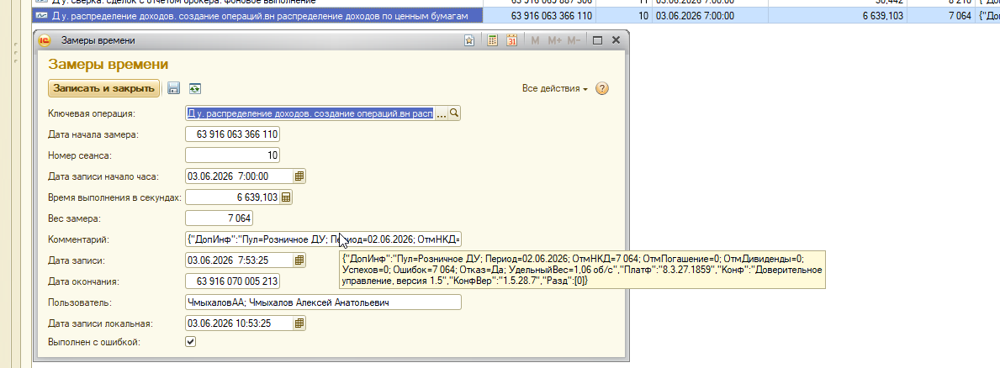 Д у. сверка. сделок с отчетом брокера. фоновое выполнение 63 916 069 887 306 11 03.06.2026 7:00:00 8 210 {"До
Д у. распределение доходов. создание операций.вн распределение доходов по ценным бумагам 63 916 063 366 110 10 03.06.2026 7:00:00 6 639,103 7 064 {"До
Замеры времени
M M+ M-
Замеры времени
Записать и закрыть Все действия ?
Ключевая операция: Д у. распределение доходов. создание операций.вн расп ...
Дата начала замера: 63 916 063 366 110
Номер сеанса: 10
Дата записи начало часа: 03.06.2026 7:00:00
Время выполнения в секундах: 6 639,103
Вес замера: 7 064
Комментарий: {"ДопИнф":"Пул=Розничное ДУ; Период=02.06.2026; ОтмНКД=
Дата записи: 03.06.2026 7:53:25
{"ДопИнф":"Пул=Розничное ДУ; Период=02.06.2026; ОтмНКД=7 064; ОтмПогашение=0; ОтмДивиденды=0;
Успехов=0; Ошибок=7 064; Отказ=Да; УдельныйВес=1,06 об/с","Платф":"8.3.27.1859","Конф":"Доверительное
управление, версия 1.5","КонфВер":"1.5.28.7","Разд":[0]}
Дата окончания: 63 916 070 005 213
Пользователь: ЧмыхаловАА; Чмыхалов Алексей Анатольевич
Дата записи локальная: 03.06.2026 10:53:25
Выполнен с ошибкой: